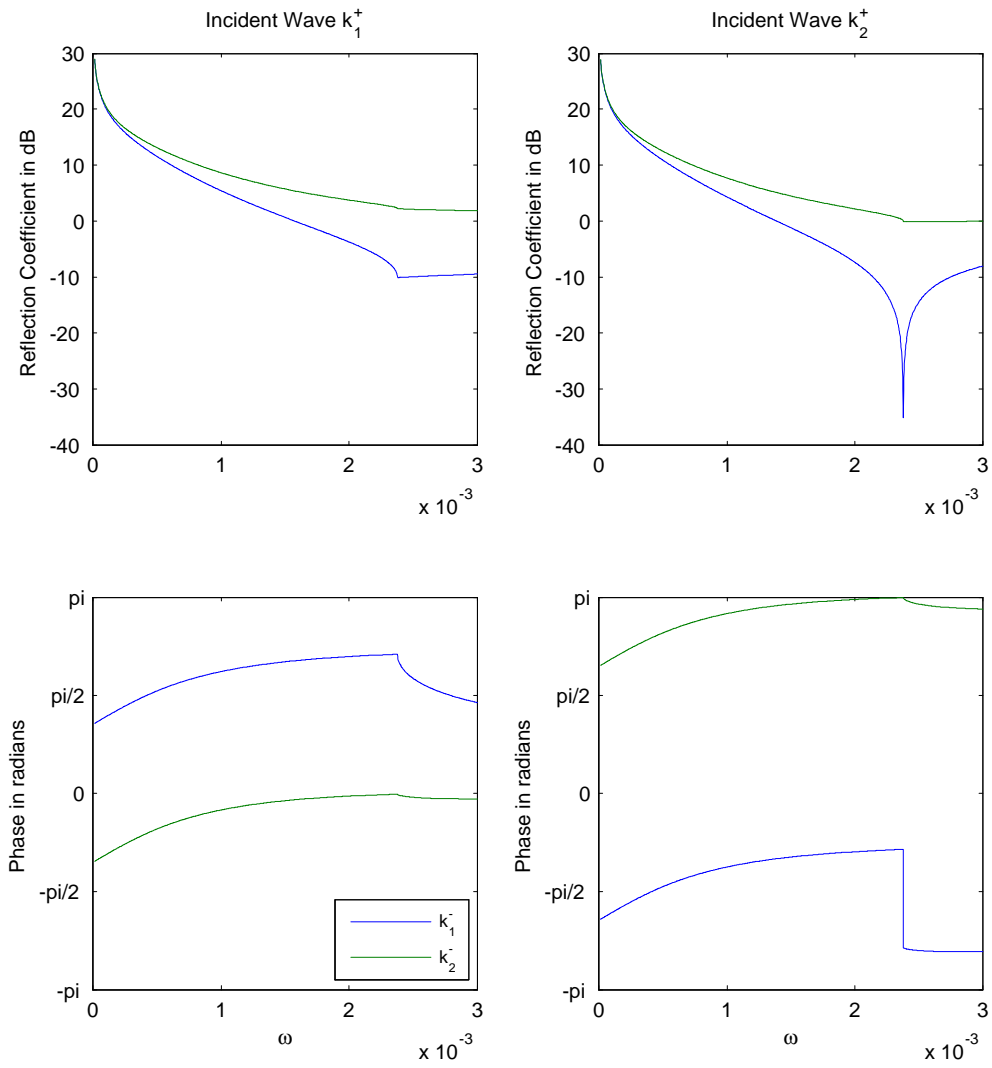 Incident Wave k₁⁺
Reflection Coefficient in dB
30
20
10
0
-10
-20
-30
-40
0
1
2
3
x 10⁻³
Incident Wave k₂⁺
Reflection Coefficient in dB
30
20
10
0
-10
-20
-30
-40
0
1
2
3
x 10⁻³
Phase in radians
pi
pi/2
0
-pi/2
-pi
0
1
2
3
ω
x 10⁻³
k₁⁻
k₂⁻
Phase in radians
pi
pi/2
0
-pi/2
-pi
0
1
2
3
ω
x 10⁻³